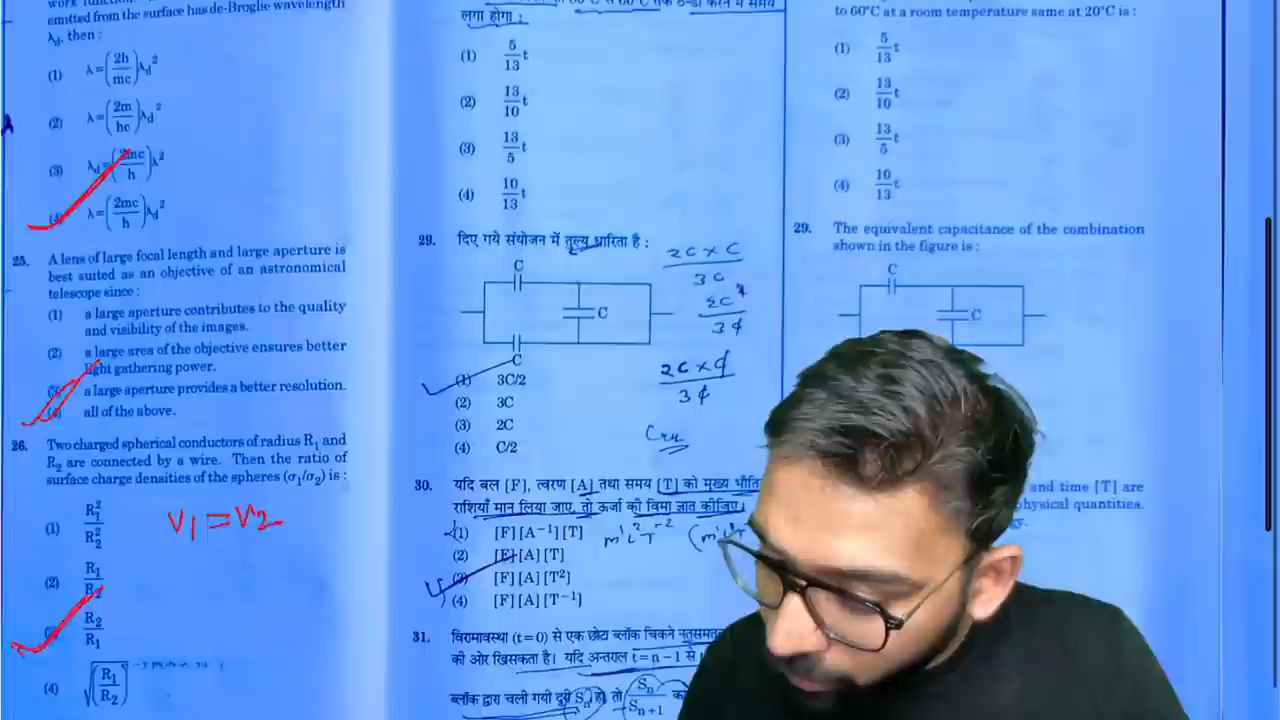 emitted from the surface has de-Broglie wavelength
λd, then :
(1) λ=(2h/mc)λd²
(2) λ=(2m/hc)λd²
(3) λd=(2mc/h)λ²
λ=(2mc/h)λd²
25. A lens of large focal length and large aperture is
best suited as an objective of an astronomical
telescope since :
(1) a large aperture contributes to the quality
and visibility of the images.
(2) a large area of the objective ensures better
light gathering power.
a large aperture provides a better resolution.
all of the above.
26. Two charged spherical conductors of radius R1 and
R2 are connected by a wire. Then the ratio of
surface charge densities of the spheres (σ1/σ2) is :
(1) R1²/R2²
V1 = V2
(2) R1/R2
R2/R1
(4) √(R1/R2)
लगा होगा :
(1) 5/13 t
(2) 13/10 t
(3) 13/5 t
(4) 10/13 t
29. दिए गये संयोजन में तुल्य धारिता है :
C
C
C
2C × C
3C
2C
3C
2C × C
3C
(1) 3C/2
(2) 3C
(3) 2C
(4) C/2
30. यदि बल [F], त्वरण [A] तथा समय [T] को मुख्य
राशियाँ मान लिया जाए, तो ऊर्जा की विमा ज्ञात कीजिए।
(1) [F] [A⁻¹] [T]
(2) [F] [A] [T]
(3) [F] [A] [T²]
(4) [F] [A] [T⁻¹]
31. विरामावस्था (t=0) से एक छोटा ब्लॉक चिकने
की ओर खिसकता है। यदि अन्तराल t=n−1 से
ब्लॉक द्वारा चली गयी दूरी Sn हो तो Sn/Sn+1
to 60°C at a room temperature same at 20°C is :
(1) 5/13 t
(2) 13/10 t
(3) 13/5 t
(4) 10/13 t
29. The equivalent capacitance of the combination
shown in the figure is :
C
C
and time [T] are
physical quantities.